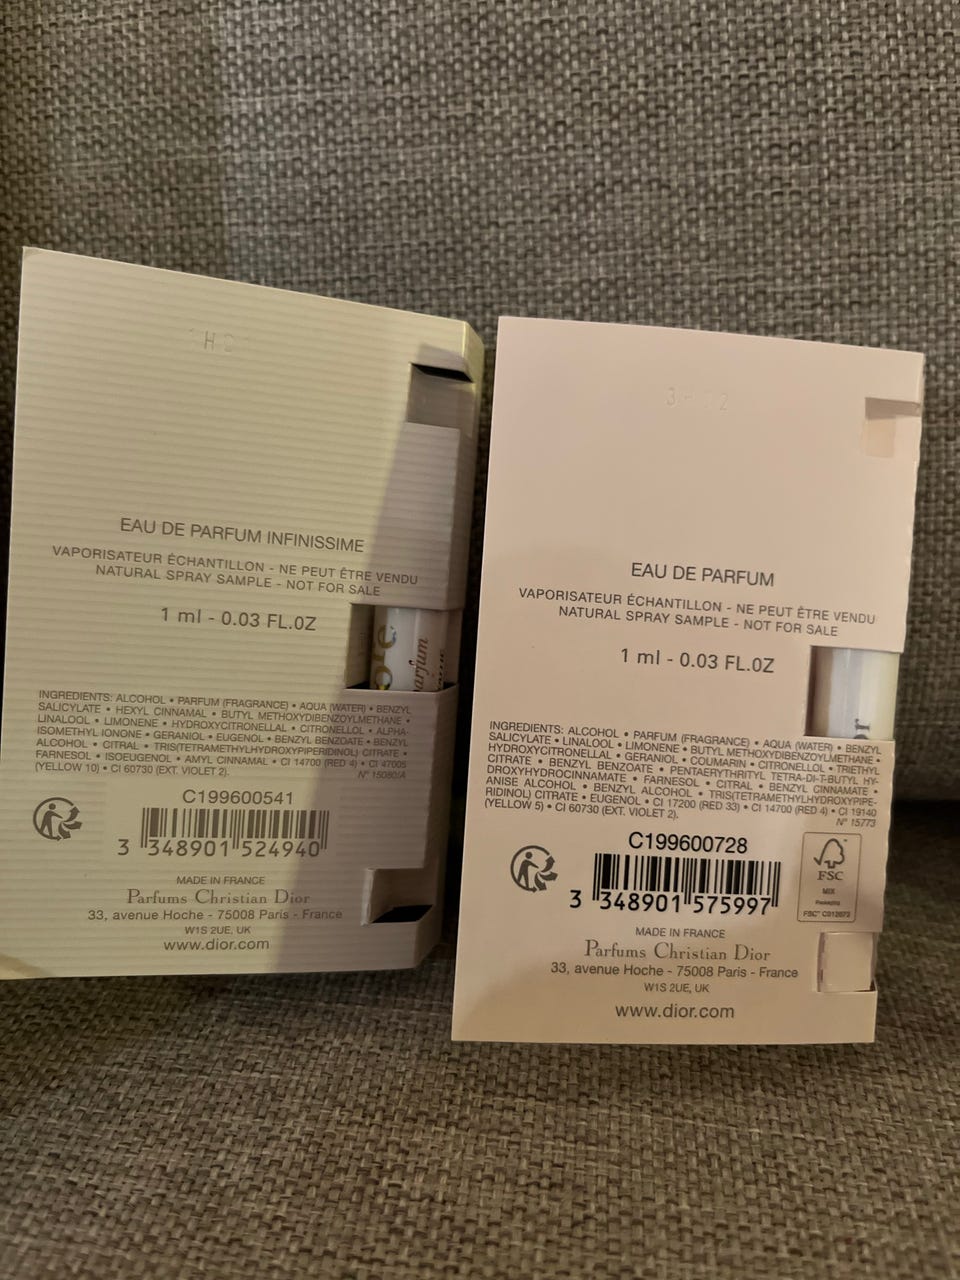 EAU DE PARFUM INFINISSIME
VAPORISATEUR ÉCHANTILLON - NE PEUT ÊTRE VENDU
NATURAL SPRAY SAMPLE - NOT FOR SALE
1 ml - 0.03 FL.OZ
INGREDIENTS: ALCOHOL • PARFUM (FRAGRANCE) • AQUA (WATER) • BENZYL
SALICYLATE • HEXYL CINNAMAL • BUTYL METHOXYDIBENZOYLMETHANE •
LINALOOL • LIMONENE • HYDROXYCITRONELLAL • CITRONELLOL • ALPHA-
ISOMETHYL IONONE • GERANIOL • EUGENOL • BENZYL BENZOATE • BENZYL
ALCOHOL • CITRAL • TRIS(TETRAMETHYLHYDROXYPIPERIDINOL) CITRATE •
FARNESOL • ISOEUGENOL • AMYL CINNAMAL • CI 14700 (RED 4) • CI 47005
(YELLOW 10) • CI 60730 (EXT. VIOLET 2).
N° 15080/A
C199600541
3 348901 524940
MADE IN FRANCE
Parfums Christian Dior
33, avenue Hoche - 75008 Paris - France
W1S 2UE, UK
www.dior.com
arfum
EAU DE PARFUM
VAPORISATEUR ÉCHANTILLON - NE PEUT ÊTRE VENDU
NATURAL SPRAY SAMPLE - NOT FOR SALE
1 ml - 0.03 FL.OZ
INGREDIENTS: ALCOHOL • PARFUM (FRAGRANCE) • AQUA (WATER) • BENZYL
SALICYLATE • LINALOOL • LIMONENE • BUTYL METHOXYDIBENZOYLMETHANE •
HYDROXYCITRONELLAL • GERANIOL • COUMARIN • CITRONELLOL • TRIETHYL
CITRATE • BENZYL BENZOATE • PENTAERYTHRITYL TETRA-DI-T-BUTYL HY-
DROXYHYDROCINNAMATE • FARNESOL • CITRAL • BENZYL CINNAMATE •
ANISE ALCOHOL • BENZYL ALCOHOL • TRIS(TETRAMETHYLHYDROXYPIPE-
RIDINOL) CITRATE • EUGENOL • CI 17200 (RED 33) • CI 14700 (RED 4) • CI 19140
(YELLOW 5) • CI 60730 (EXT. VIOLET 2).
N° 15773
C199600728
3 348901 575997
FSC
MIX
Packaging
FSC® C012873
MADE IN FRANCE
Parfums Christian Dior
33, avenue Hoche - 75008 Paris - France
W1S 2UE, UK
www.dior.com